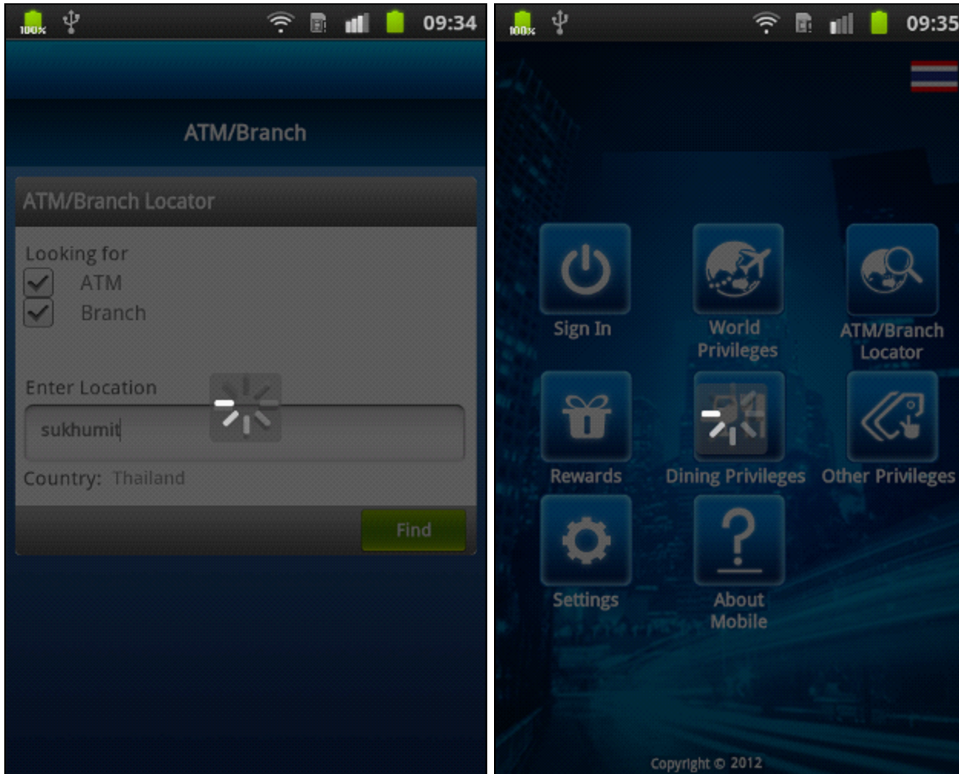 100%
09:34
ATM/Branch
ATM/Branch Locator
Looking for
ATM
Branch
Enter Location
sukhumit
Country: Thailand
Find
100%
09:35
Sign In
World
Privileges
ATM/Branch
Locator
Rewards
Dining Privileges
Other Privileges
Settings
About
Mobile
Copyright © 2012